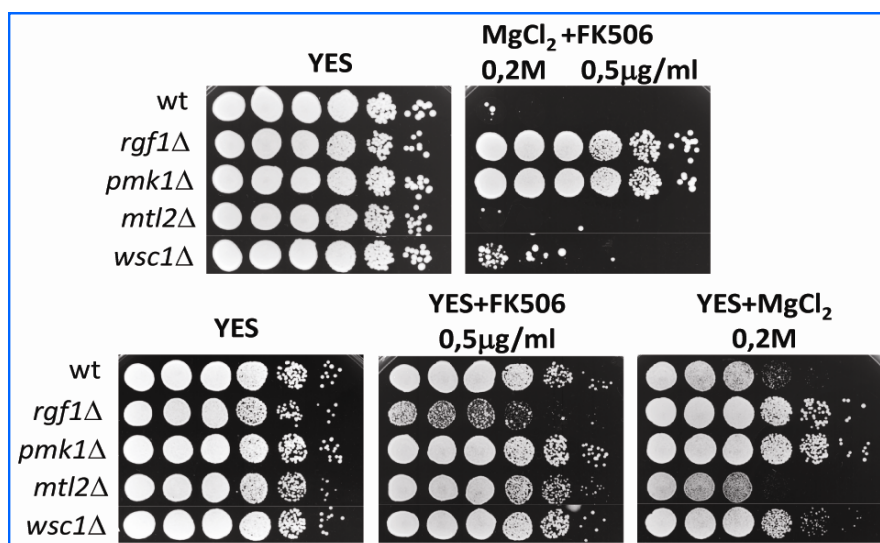 MgCl₂ +FK506
YES 0,2M 0,5µg/ml
wt
rgf1Δ
pmk1Δ
mtl2Δ
wsc1Δ
YES YES+FK506 YES+MgCl₂
0,5µg/ml 0,2M
wt
rgf1Δ
pmk1Δ
mtl2Δ
wsc1Δ